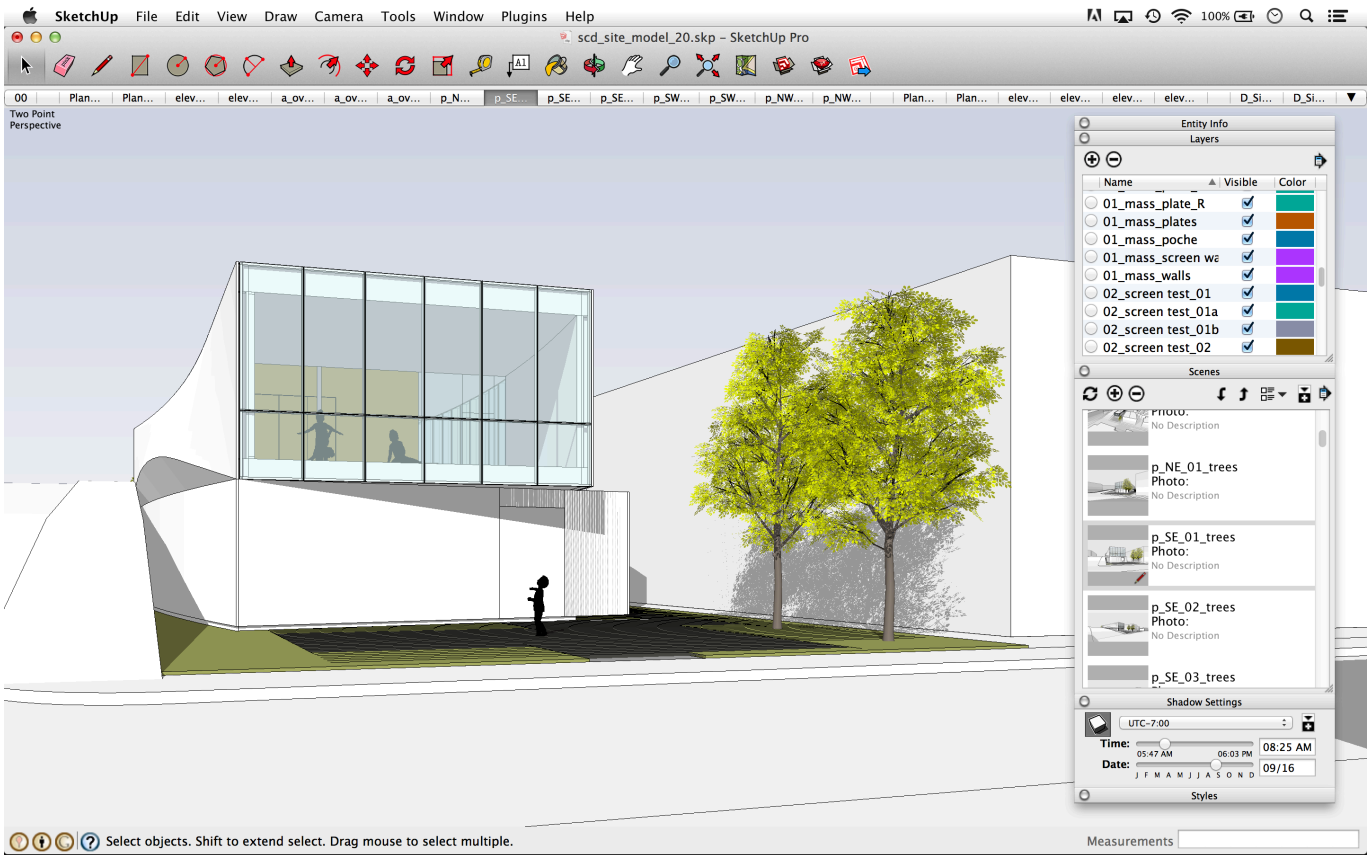 SketchUp File Edit View Draw Camera Tools Window Plugins Help 100%
scd_site_model_20.skp – SketchUp Pro
A1
00 Plan... Plan... elev... elev... a_ov... a_ov... a_ov... p_N... p_SE... p_SE... p_SE... p_SW... p_SW... p_NW... p_NW... Plan... Plan... elev... elev... elev... elev... D_Si... D_Si...
Two Point
Perspective
Entity Info
Layers
Name Visible Color
01_mass_plate_R
01_mass_plates
01_mass_poche
01_mass_screen wa
01_mass_walls
02_screen test_01
02_screen test_01a
02_screen test_01b
02_screen test_02
Scenes
Photo:
No Description
p_NE_01_trees
Photo:
No Description
p_SE_01_trees
Photo:
No Description
p_SE_02_trees
Photo:
No Description
p_SE_03_trees
Shadow Settings
UTC-7:00
Time: 05:47 AM 06:03 PM 08:25 AM
Date: J F M A M J J A S O N D 09/16
Styles
Select objects. Shift to extend select. Drag mouse to select multiple.
Measurements